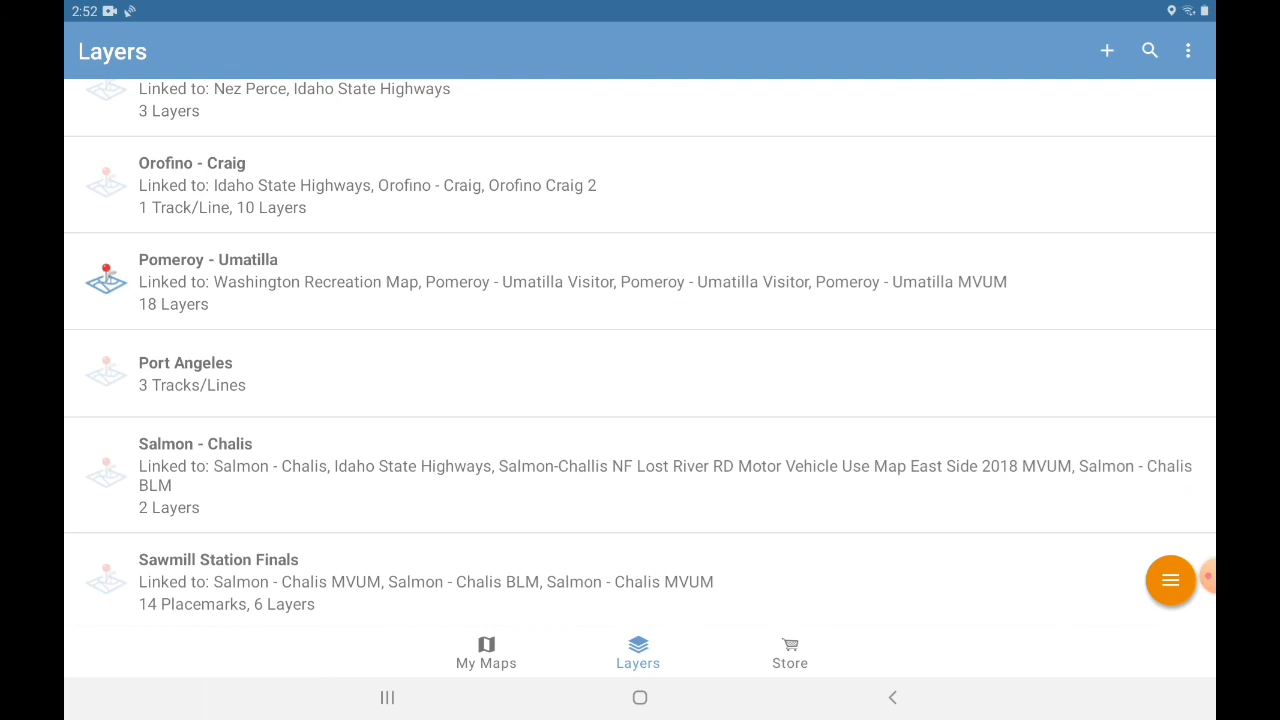 2:52
Layers
Linked to: Nez Perce, Idaho State Highways
3 Layers
Orofino - Craig
Linked to: Idaho State Highways, Orofino - Craig, Orofino Craig 2
1 Track/Line, 10 Layers
Pomeroy - Umatilla
Linked to: Washington Recreation Map, Pomeroy - Umatilla Visitor, Pomeroy - Umatilla Visitor, Pomeroy - Umatilla MVUM
18 Layers
Port Angeles
3 Tracks/Lines
Salmon - Chalis
Linked to: Salmon - Chalis, Idaho State Highways, Salmon-Challis NF Lost River RD Motor Vehicle Use Map East Side 2018 MVUM, Salmon - Chalis
BLM
2 Layers
Sawmill Station Finals
Linked to: Salmon - Chalis MVUM, Salmon - Chalis BLM, Salmon - Chalis MVUM
14 Placemarks, 6 Layers
My Maps
Layers
Store